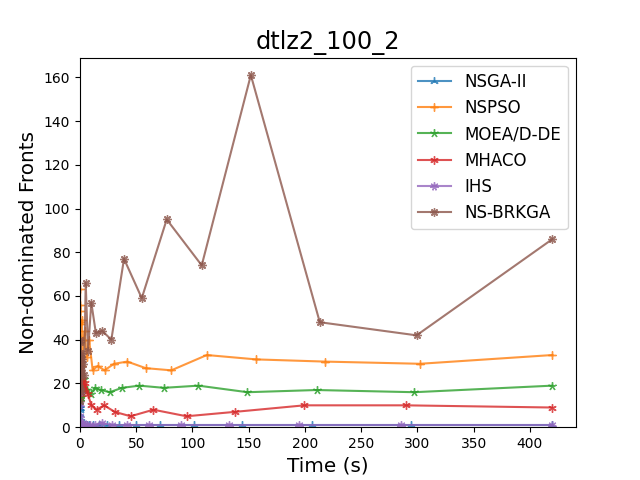 dtlz2_100_2
Non-dominated Fronts
160
140
120
100
80
60
40
20
0
NSGA-II
NSPSO
MOEA/D-DE
MHACO
IHS
NS-BRKGA
0 50 100 150 200 250 300 350 400
Time (s)